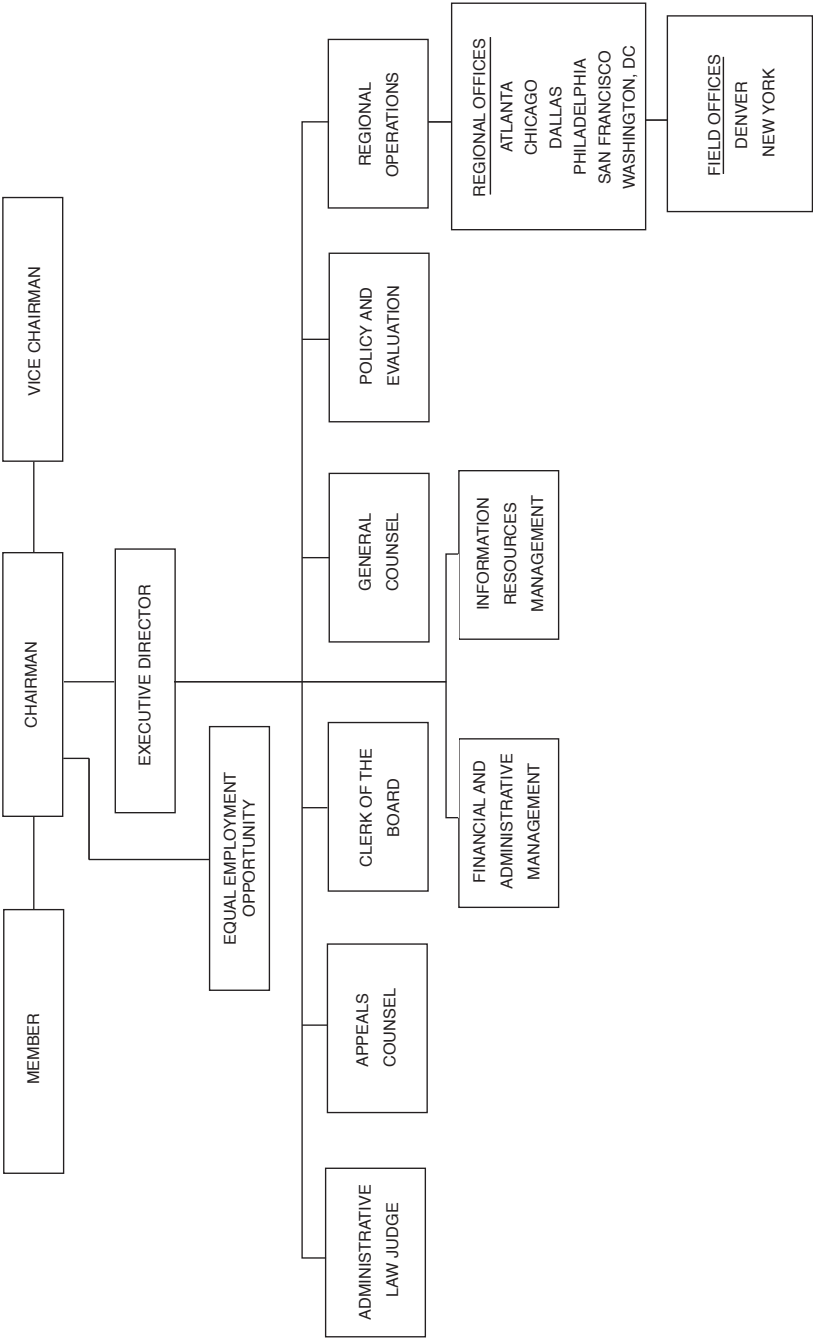 MEMBER
CHAIRMAN
VICE CHAIRMAN
EXECUTIVE DIRECTOR
EQUAL EMPLOYMENT
OPPORTUNITY
ADMINISTRATIVE
LAW JUDGE
APPEALS
COUNSEL
CLERK OF THE
BOARD
GENERAL
COUNSEL
POLICY AND
EVALUATION
REGIONAL
OPERATIONS
FINANCIAL AND
ADMINISTRATIVE
MANAGEMENT
INFORMATION
RESOURCES
MANAGEMENT
REGIONAL OFFICES
ATLANTA
CHICAGO
DALLAS
PHILADELPHIA
SAN FRANCISCO
WASHINGTON, DC
FIELD OFFICES
DENVER
NEW YORK